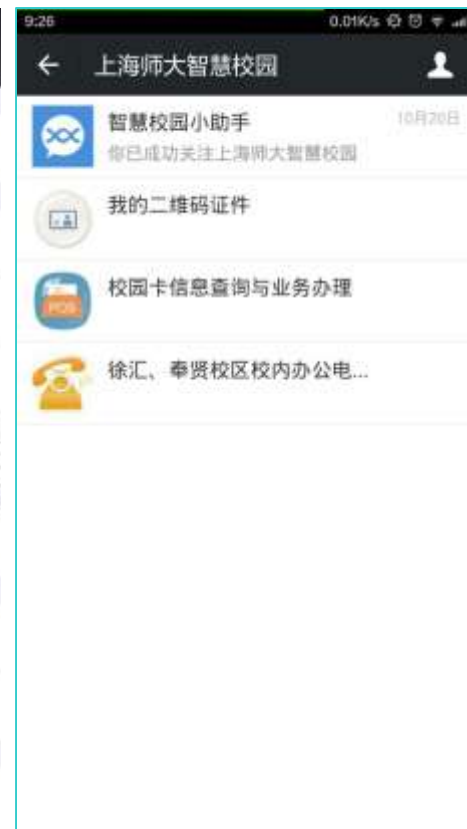 9:26 0.01K/s
上海师大智慧校园
智慧校园小助手 10月20日
你已成功关注上海师大智慧校园
我的二维码证件
校园卡信息查询与业务办理
POS
徐汇、奉贤校区校内办公电...